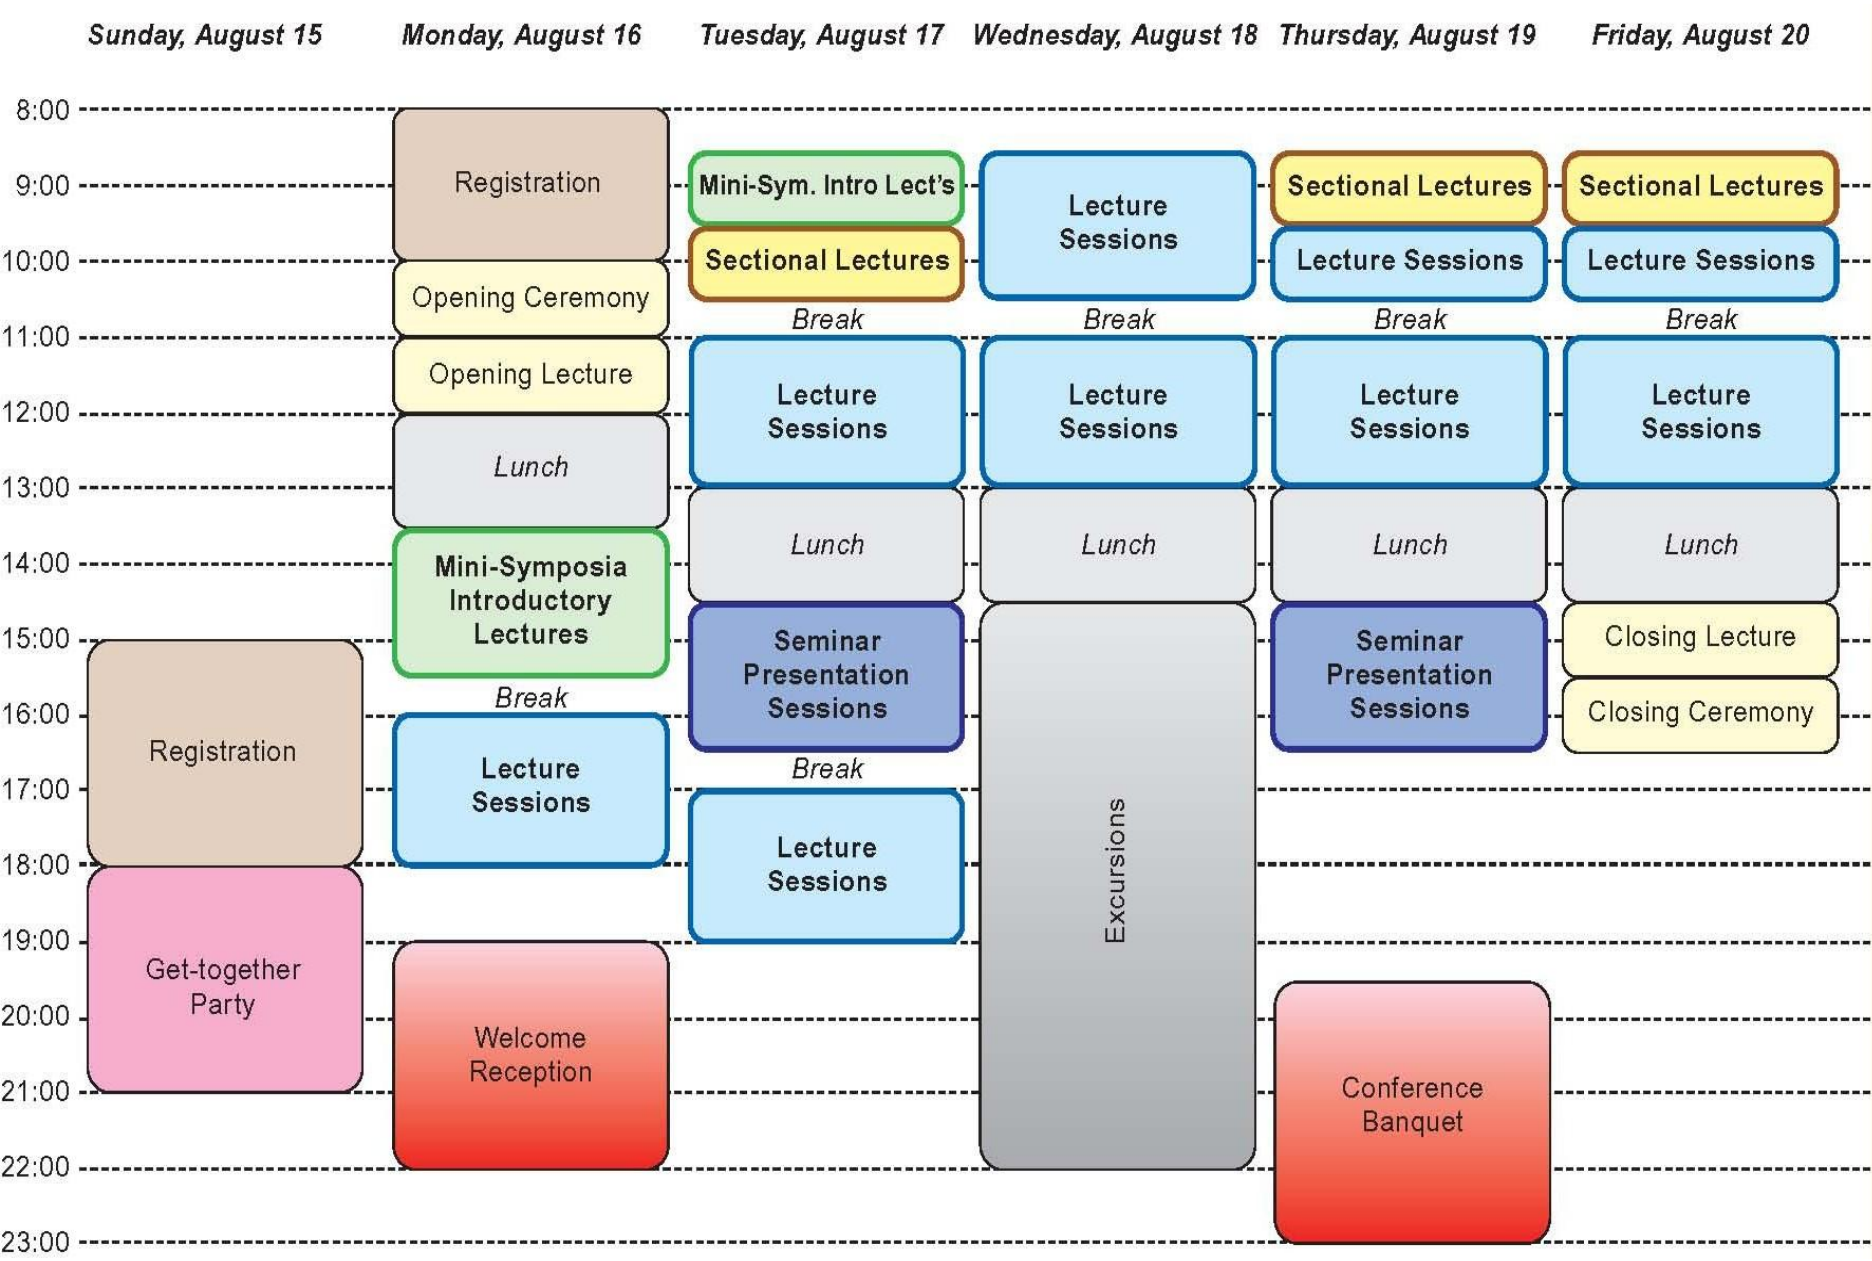 Sunday, August 15
Monday, August 16
Tuesday, August 17
Wednesday, August 18
Thursday, August 19
Friday, August 20
8:00
9:00
10:00
11:00
12:00
13:00
14:00
15:00
16:00
17:00
18:00
19:00
20:00
21:00
22:00
23:00
Registration
Get-together
Party
Registration
Opening Ceremony
Opening Lecture
Lunch
Mini-Symposia
Introductory
Lectures
Break
Lecture
Sessions
Welcome
Reception
Mini-Sym. Intro Lect's
Sectional Lectures
Break
Lecture
Sessions
Lunch
Seminar
Presentation
Sessions
Break
Lecture
Sessions
Lecture
Sessions
Break
Lecture
Sessions
Lunch
Excursions
Sectional Lectures
Lecture Sessions
Break
Lecture
Sessions
Lunch
Seminar
Presentation
Sessions
Conference
Banquet
Sectional Lectures
Lecture Sessions
Break
Lecture
Sessions
Lunch
Closing Lecture
Closing Ceremony